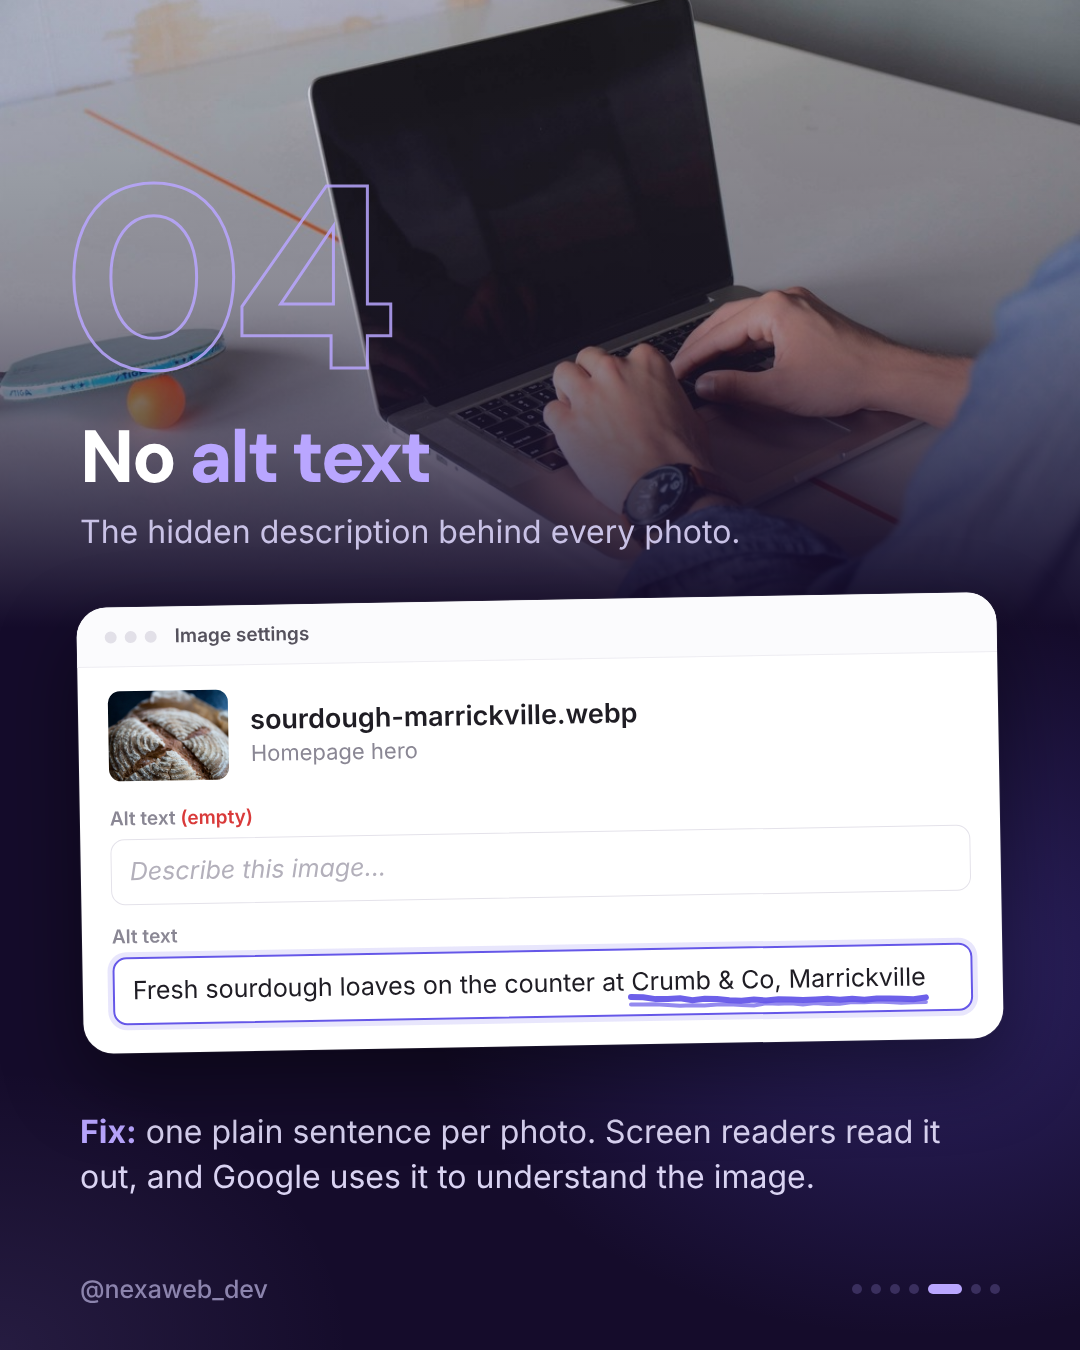 04
No alt text
The hidden description behind every photo.
Image settings
sourdough-marrickville.webp
Homepage hero
Alt text (empty)
Describe this image...
Alt text
Fresh sourdough loaves on the counter at Crumb & Co, Marrickville
Fix: one plain sentence per photo. Screen readers read it
out, and Google uses it to understand the image.
@nexaweb_dev